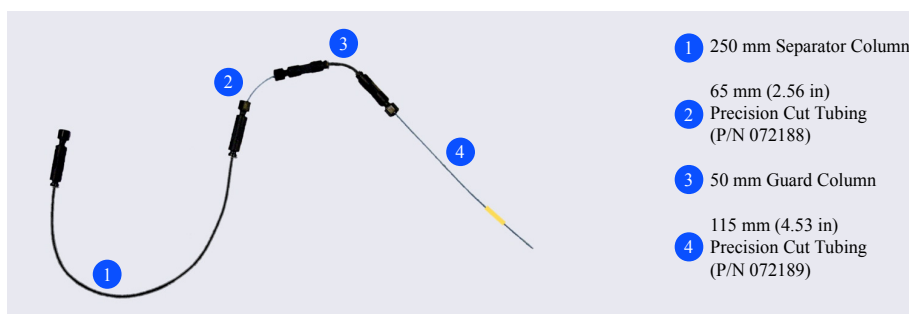 3
2
4
1
1 250 mm Separator Column
65 mm (2.56 in)
2 Precision Cut Tubing
(P/N 072188)
3 50 mm Guard Column
115 mm (4.53 in)
4 Precision Cut Tubing
(P/N 072189)